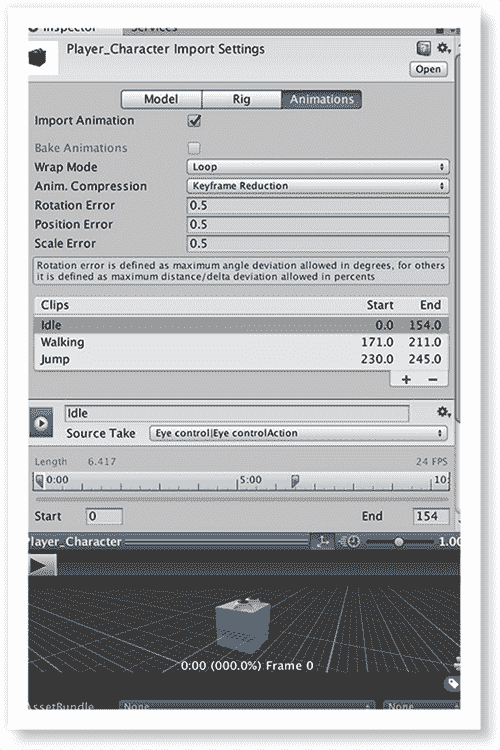 Inspector Services
Player_Character Import Settings
Open
Model Rig Animations
Import Animation
Bake Animations
Wrap Mode Loop
Anim. Compression Keyframe Reduction
Rotation Error 0.5
Position Error 0.5
Scale Error 0.5
Rotation error is defined as maximum angle deviation allowed in degrees, for others
it is defined as maximum distance/delta deviation allowed in percents
Clips Start End
Idle 0.0 154.0
Walking 171.0 211.0
Jump 230.0 245.0
+ −
Idle
Source Take Eye control|Eye controlAction
Length 6.417 24 FPS
0:00 5:00 10:
Start 0 End 154
Player_Character 1.00
0:00 (000.0%) Frame 0
AssetBundle None None